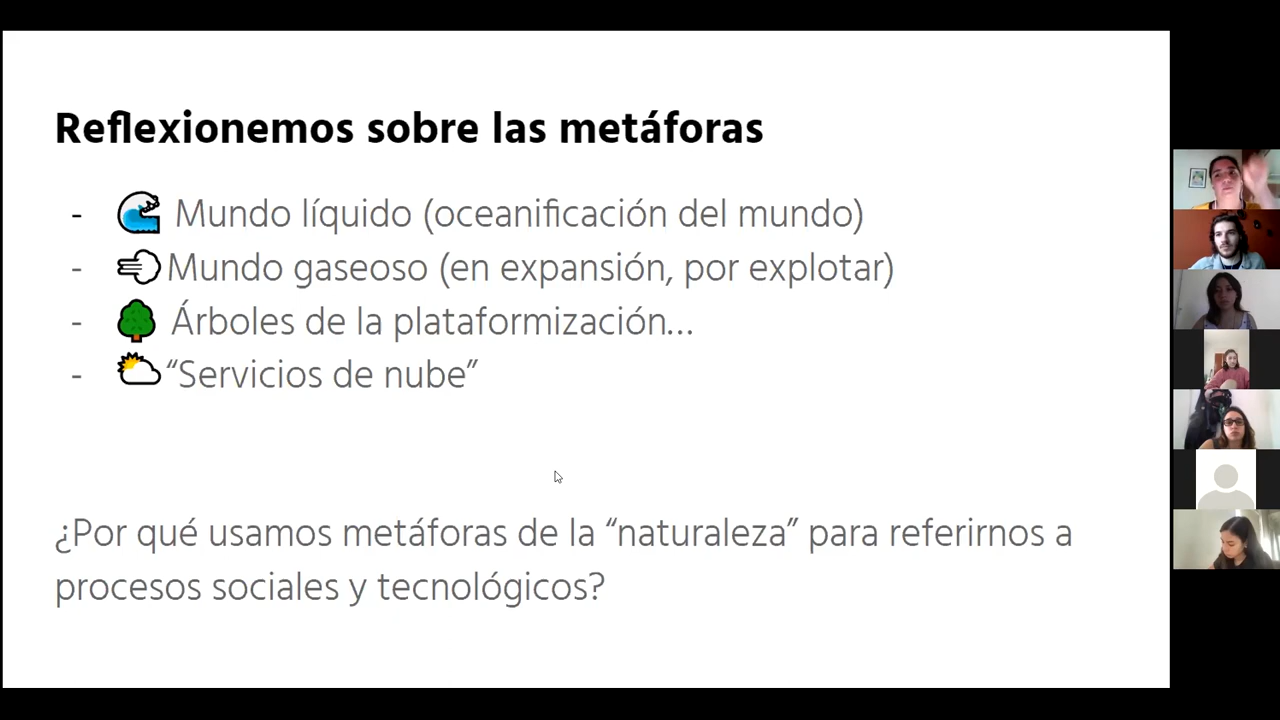 Reflexionemos sobre las metáforas
- 🌊 Mundo líquido (oceanificación del mundo)
- 💨 Mundo gaseoso (en expansión, por explotar)
- 🌳 Árboles de la plataformización...
- 🌤 “Servicios de nube”
¿Por qué usamos metáforas de la “naturaleza” para referirnos a
procesos sociales y tecnológicos?